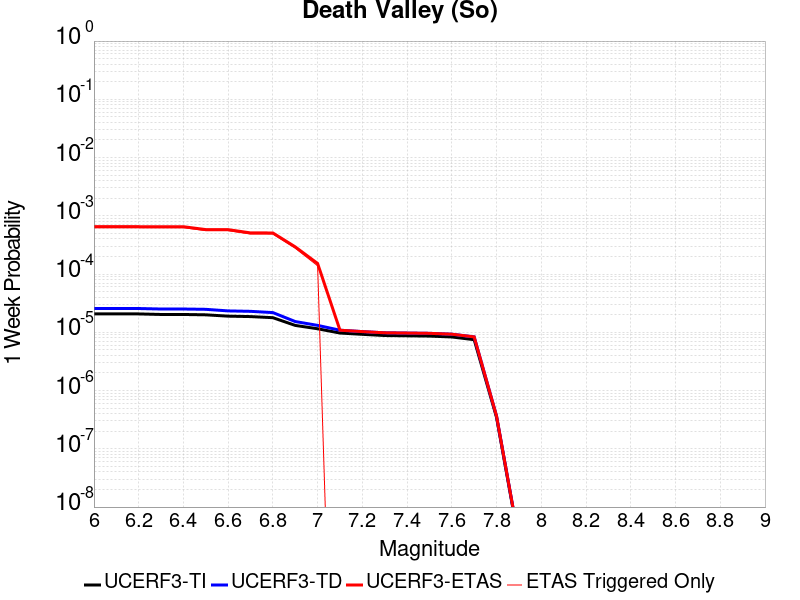 Death Valley (So)
10^0
10^-1
10^-2
10^-3
10^-4
10^-5
10^-6
10^-7
10^-8
1 Week Probability
6 6.2 6.4 6.6 6.8 7 7.2 7.4 7.6 7.8 8 8.2 8.4 8.6 8.8 9
Magnitude
UCERF3-TI UCERF3-TD UCERF3-ETAS ETAS Triggered Only